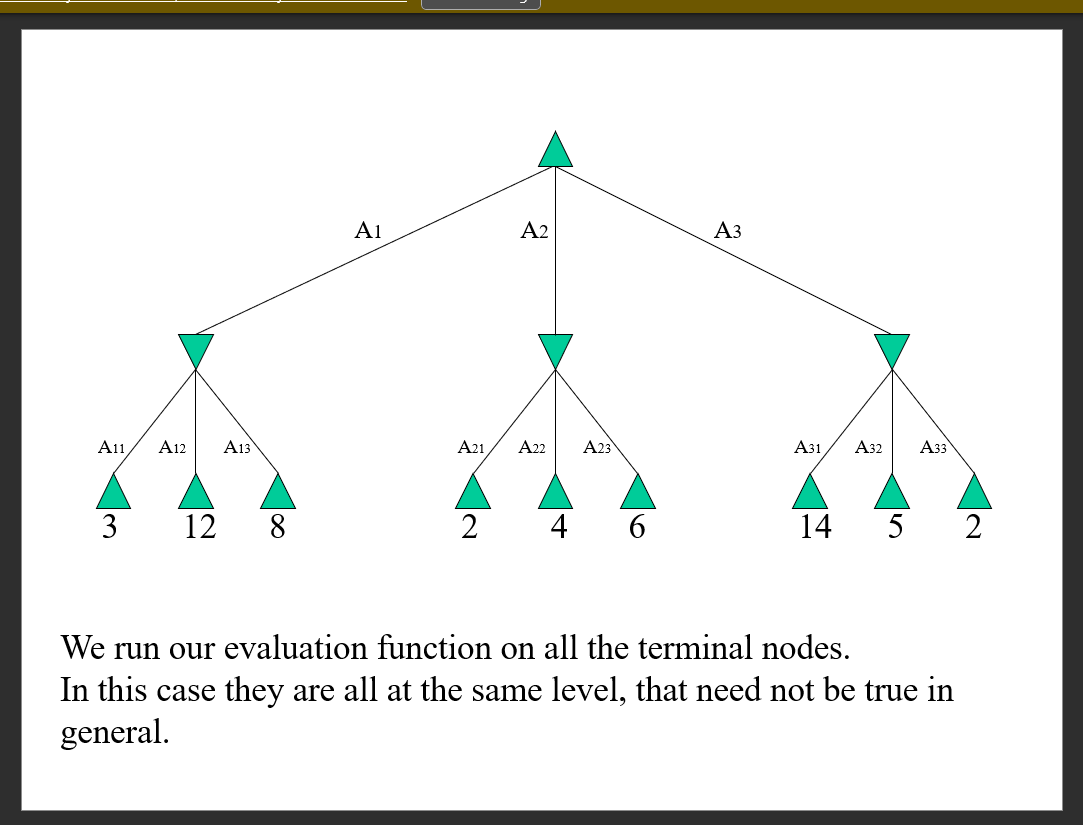 A1 A2 A3
A11 A12 A13 A21 A22 A23 A31 A32 A33
3 12 8 2 4 6 14 5 2
We run our evaluation function on all the terminal nodes.
In this case they are all at the same level, that need not be true in
general.